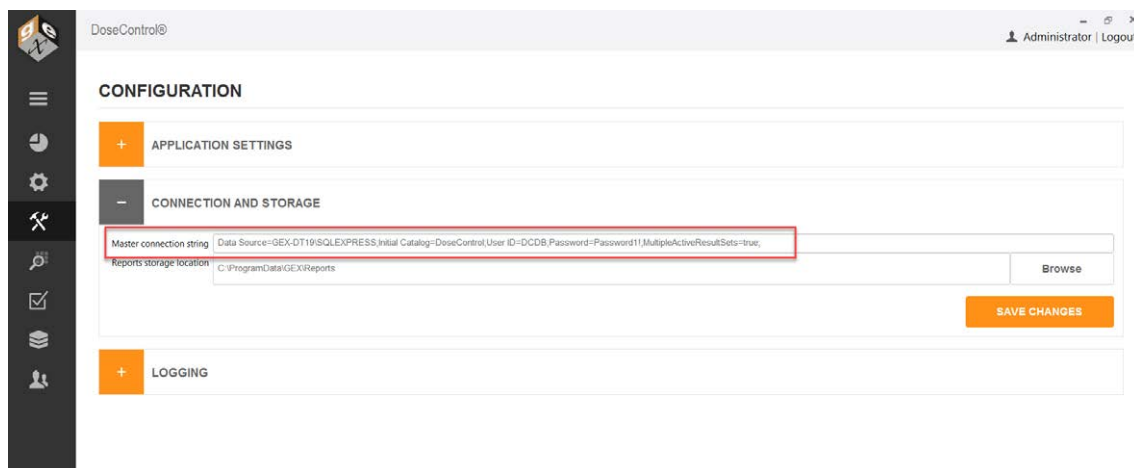 gex
DoseControl®
Administrator | Logout
CONFIGURATION
+ APPLICATION SETTINGS
− CONNECTION AND STORAGE
Master connection string Data Source=GEX-DT19\SQLEXPRESS;Initial Catalog=DoseControl;User ID=DCDB;Password=Password1!;MultipleActiveResultSets=true;
Reports storage location C:\ProgramData\GEX\Reports Browse
SAVE CHANGES
+ LOGGING